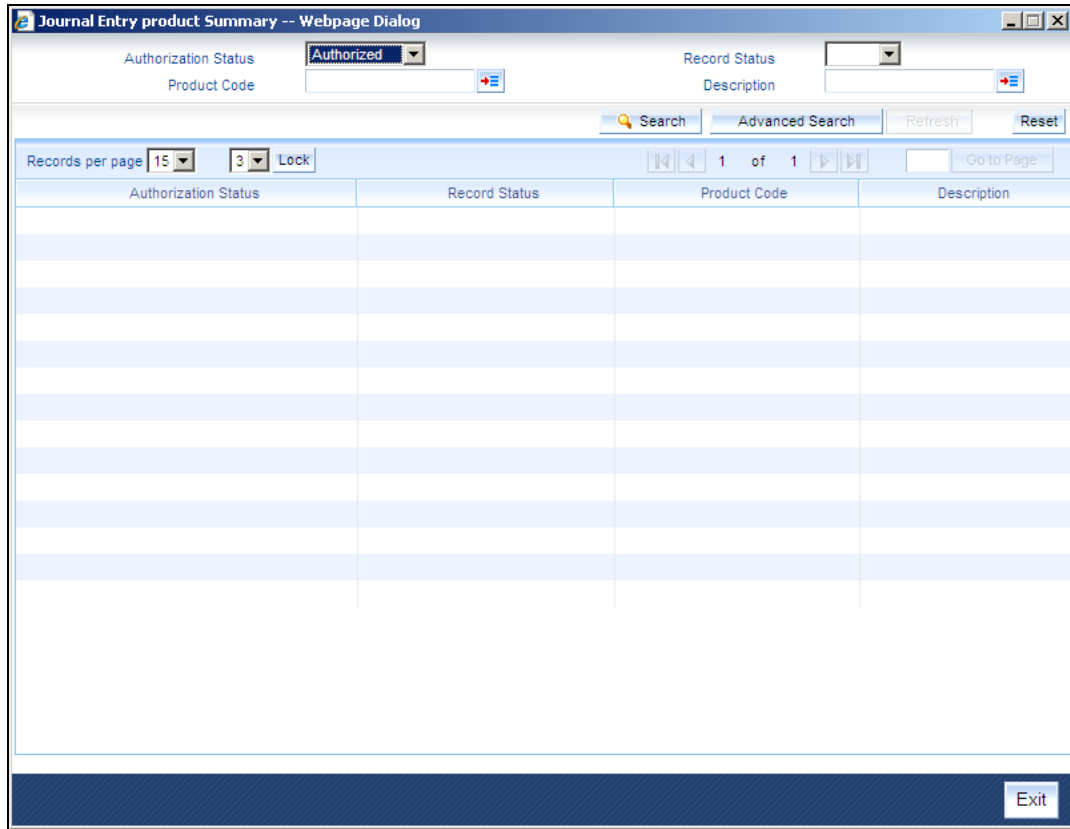 Journal Entry product Summary -- Webpage Dialog
Authorization Status Authorized Record Status
Product Code Description
Search Advanced Search Refresh Reset
Records per page 15 3 Lock 1 of 1 Go to Page
Authorization Status Record Status Product Code Description
Exit